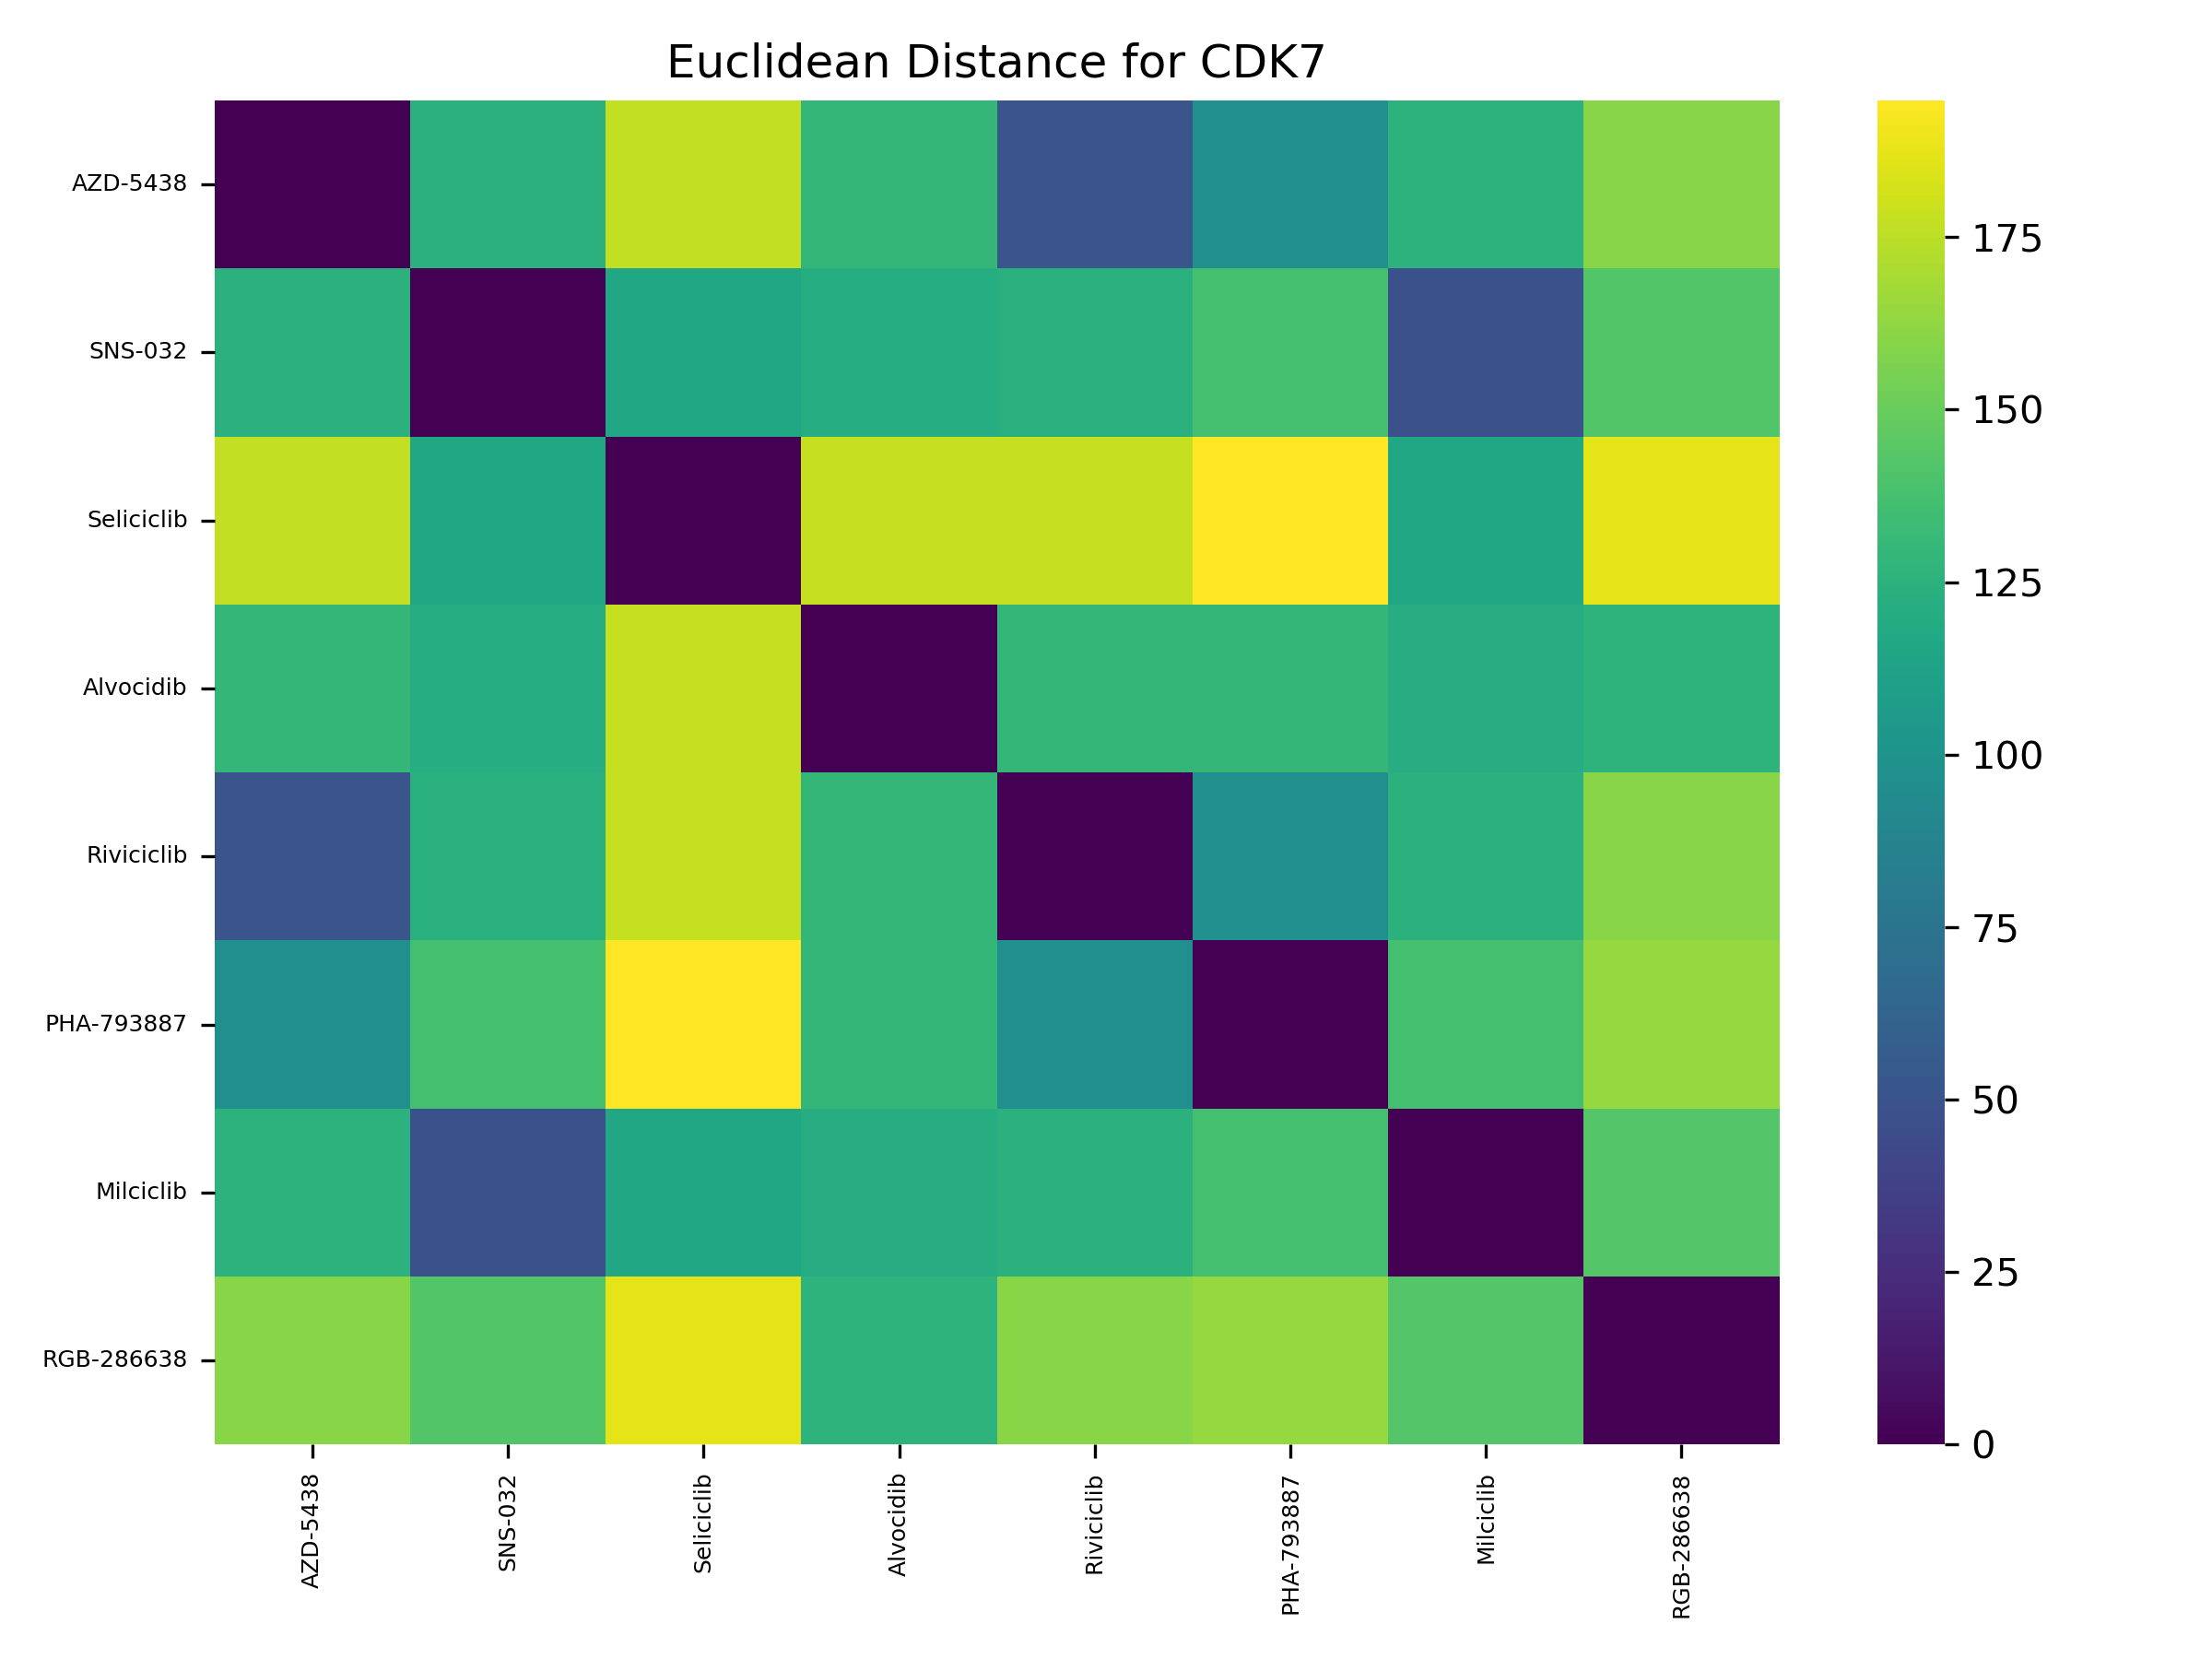 Euclidean Distance for CDK7
AZD-5438
SNS-032
Seliciclib
Alvocidib
Riviciclib
PHA-793887
Milciclib
RGB-286638
AZD-5438
SNS-032
Seliciclib
Alvocidib
Riviciclib
PHA-793887
Milciclib
RGB-286638
175
150
125
100
75
50
25
0